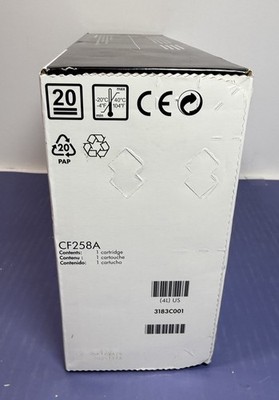 20
max
-20°C 40°C
-4°F 104°F
min
CE
20
PAP
CF258A
Contents: 1 cartridge
Contenu : 1 cartouche
Contenido: 1 cartucho
[4L] US
3183C001